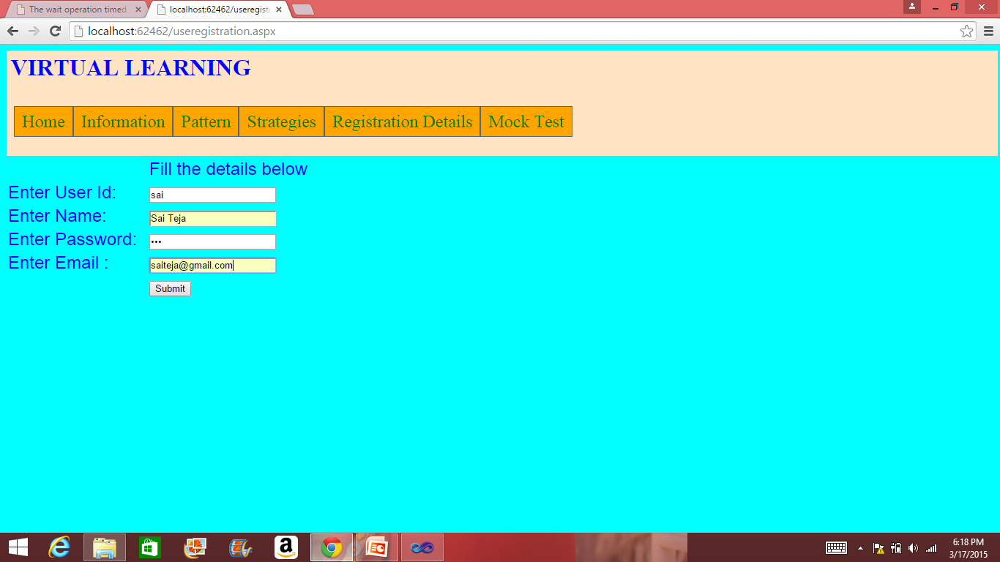 The wait operation timed
localhost:62462/useregistr
localhost:62462/useregistration.aspx
VIRTUAL LEARNING
Home Information Pattern Strategies Registration Details Mock Test
Fill the details below
Enter User Id: sai
Enter Name: Sai Teja
Enter Password: •••
Enter Email : saiteja@gmail.com
Submit
6:18 PM
3/17/2015